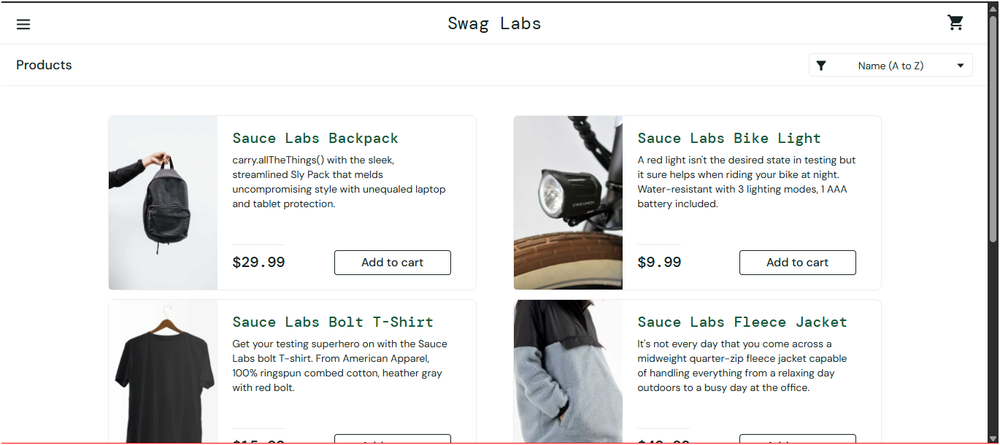 Swag Labs
Products
Name (A to Z)
Sauce Labs Backpack
carry.allTheThings() with the sleek,
streamlined Sly Pack that melds
uncompromising style with unequaled laptop
and tablet protection.
$29.99
Add to cart
Sauce Labs Bike Light
A red light isn't the desired state in testing but
it sure helps when riding your bike at night.
Water-resistant with 3 lighting modes, 1 AAA
battery included.
$9.99
Add to cart
Sauce Labs Bolt T-Shirt
Get your testing superhero on with the Sauce
Labs bolt T-shirt. From American Apparel,
100% ringspun combed cotton, heather gray
with red bolt.
Sauce Labs Fleece Jacket
It's not every day that you come across a
midweight quarter-zip fleece jacket capable
of handling everything from a relaxing day
outdoors to a busy day at the office.